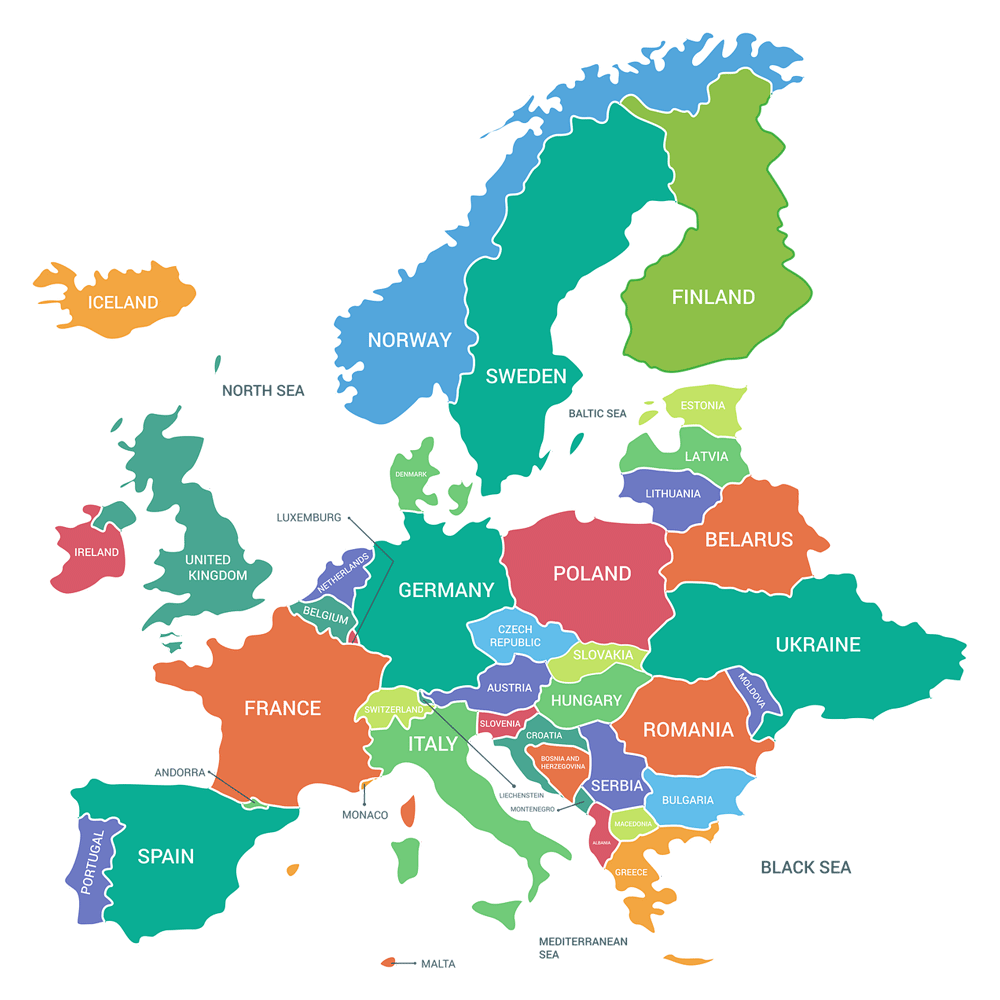 ICELAND
FINLAND
NORWAY
SWEDEN
NORTH SEA
ESTONIA
BALTIC SEA
LATVIA
DENMARK
LITHUANIA
LUXEMBURG
BELARUS
IRELAND
UNITED
KINGDOM
NETHERLANDS
GERMANY
POLAND
BELGIUM
CZECH
REPUBLIC
UKRAINE
SLOVAKIA
AUSTRIA
MOLDOVA
HUNGARY
FRANCE
SWITZERLAND
SLOVENIA
ROMANIA
CROATIA
ITALY
BOSNIA AND
HERZEGOVINA
ANDORRA
SERBIA
LIECHENSTEIN
BULGARIA
MONTENEGRO
MONACO
MACEDONIA
ALBANIA
SPAIN
PORTUGAL
BLACK SEA
GREECE
MEDITERRANEAN
SEA
MALTA